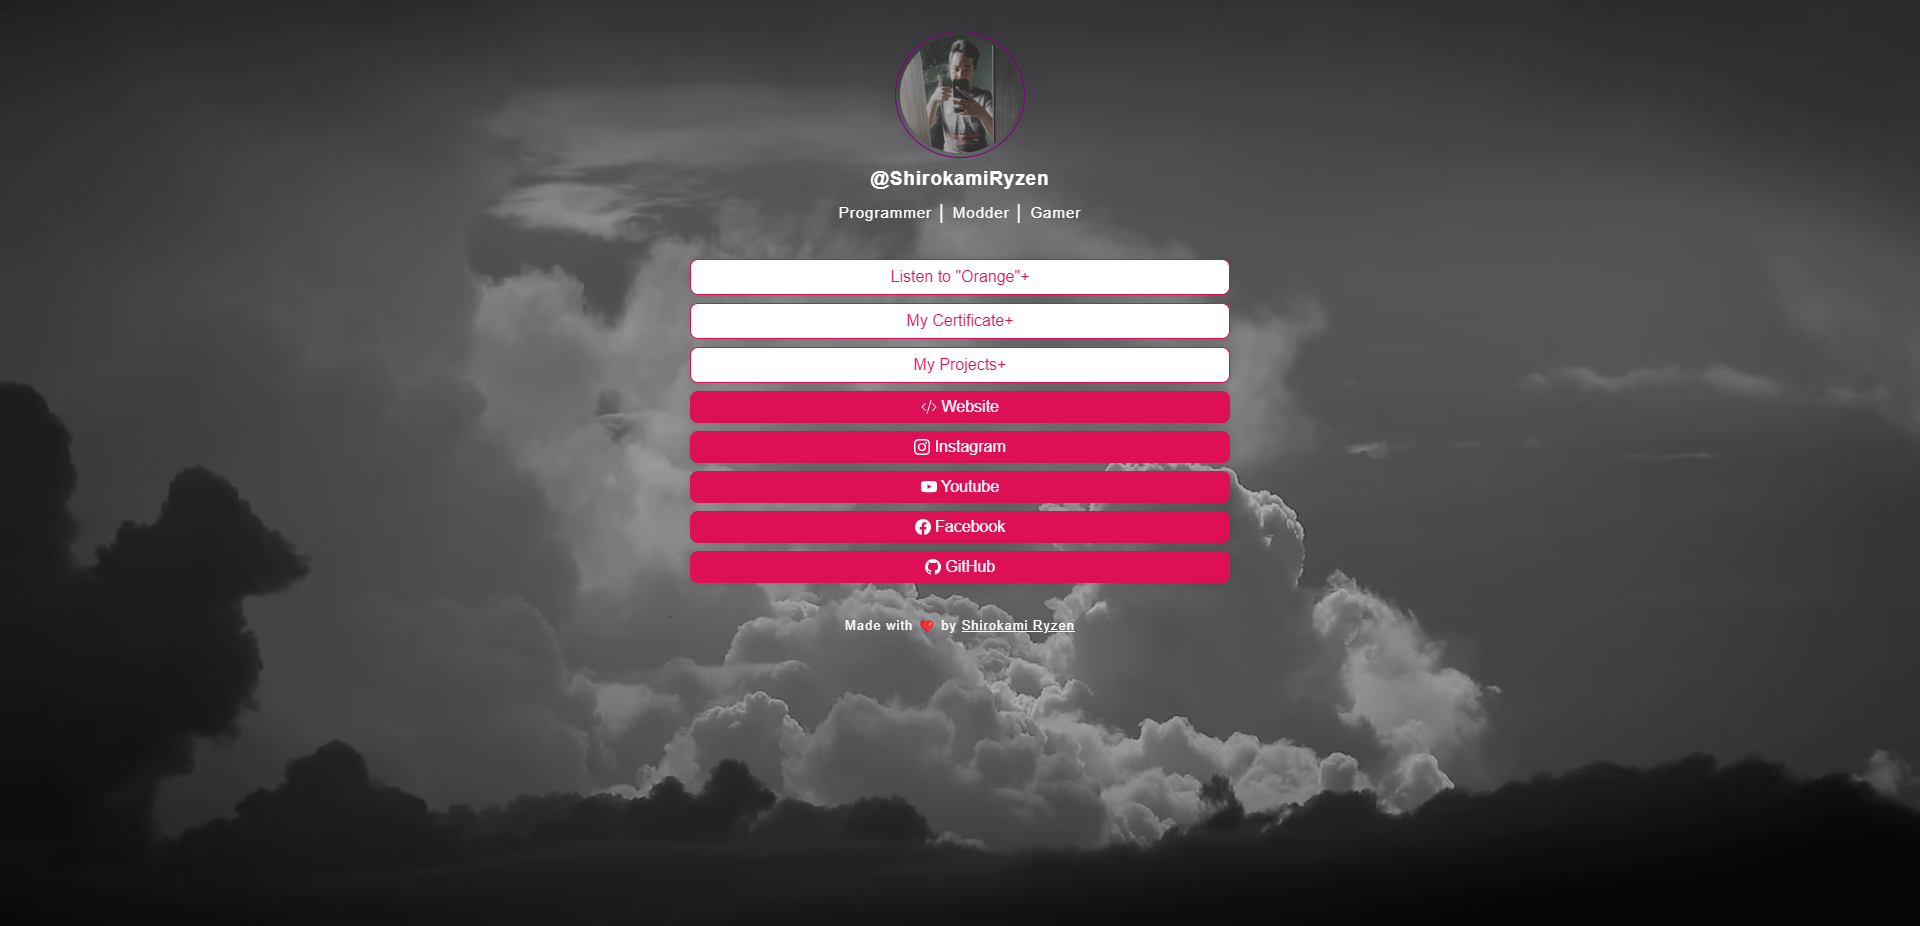 @ShirokamiRyzen
Programmer | Modder | Gamer
Listen to "Orange"+
My Certificate+
My Projects+
</> Website
Instagram
Youtube
Facebook
GitHub
Made with ❤️ by Shirokami Ryzen